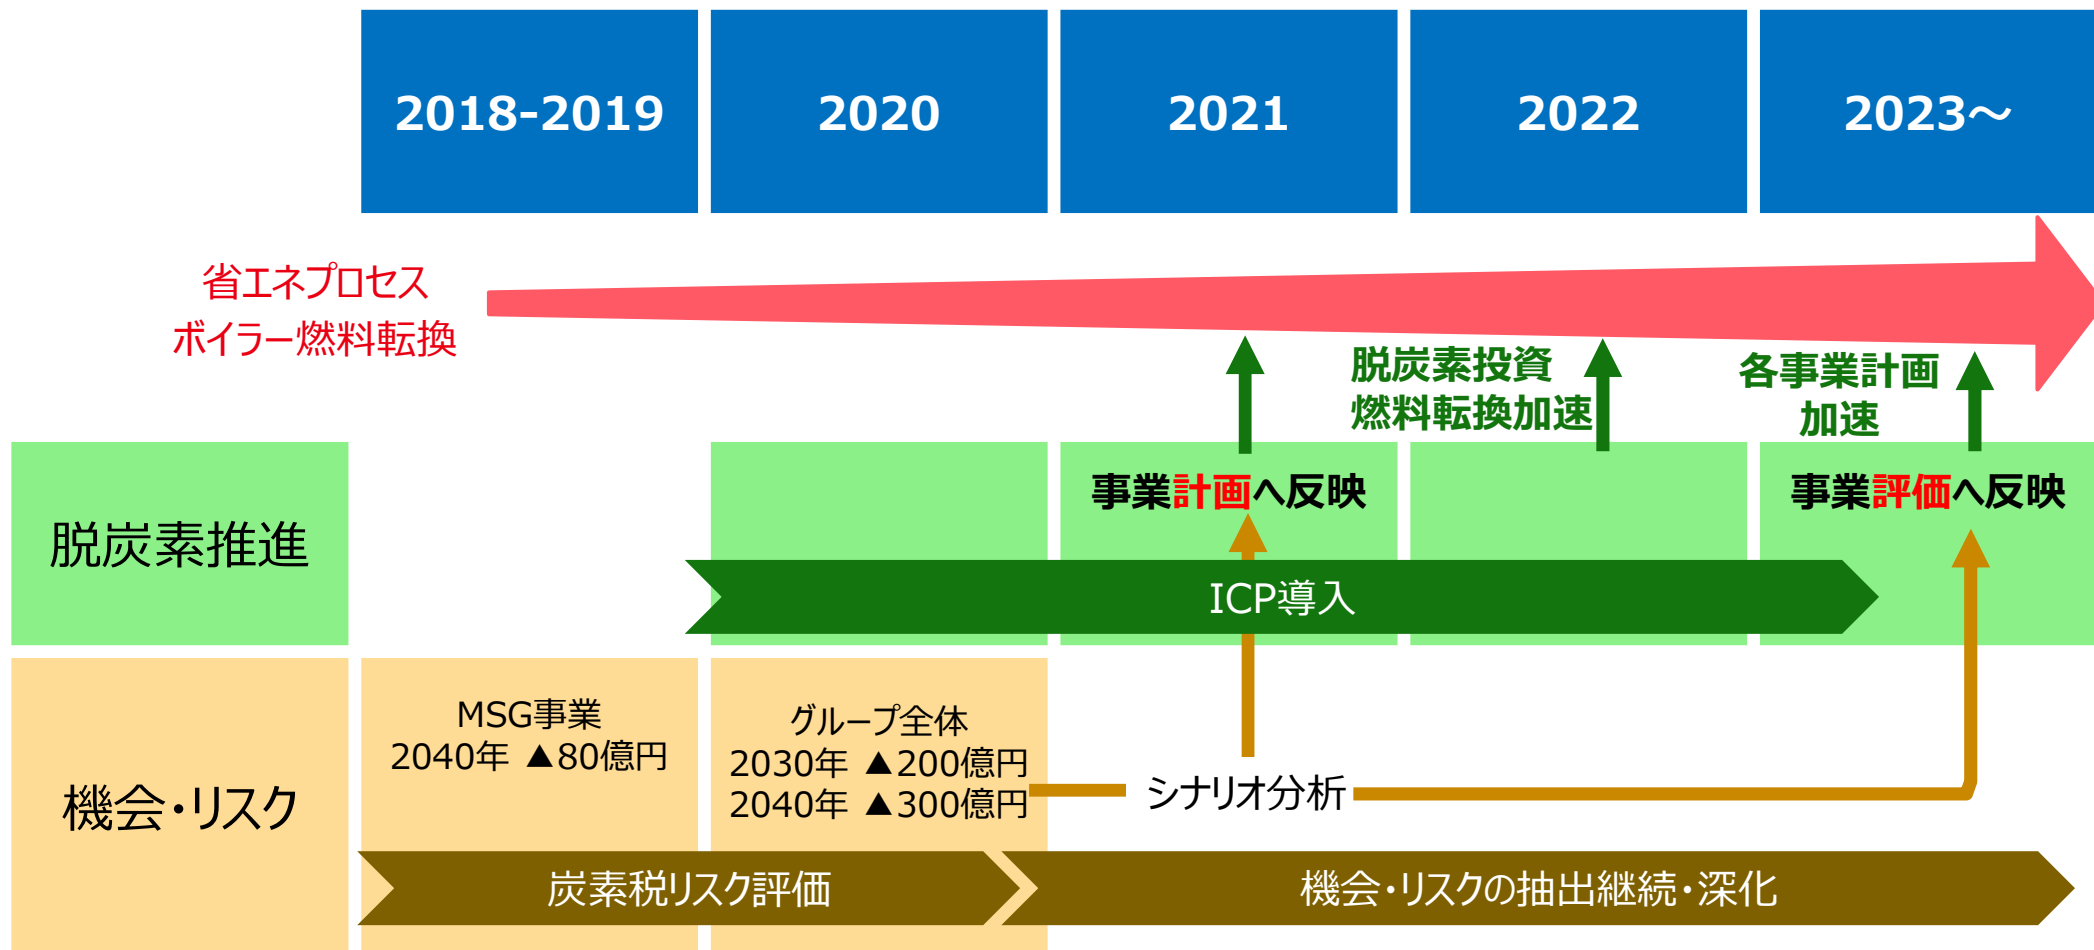 2018-2019
2020
2021
2022
2023～
省エネプロセス
ボイラー燃料転換
脱炭素投資
燃料転換加速
各事業計画
加速
脱炭素推進
事業計画へ反映
事業評価へ反映
ICP導入
機会・リスク
MSG事業
2040年 ▲80億円
グループ全体
2030年 ▲200億円
2040年 ▲300億円
シナリオ分析
炭素税リスク評価
機会・リスクの抽出継続・深化